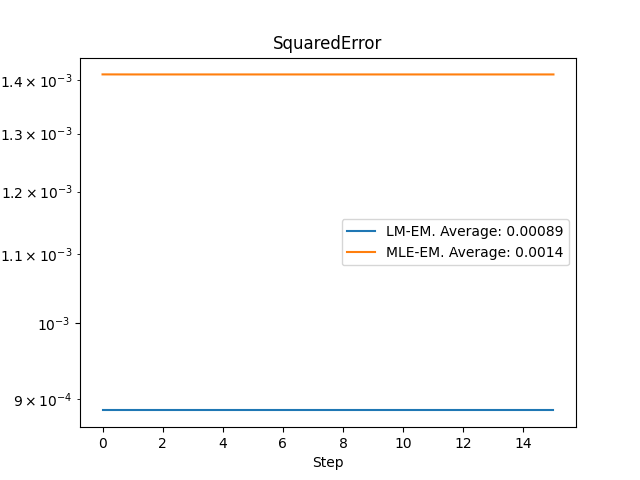 SquaredError
1.4 × 10⁻³
1.3 × 10⁻³
1.2 × 10⁻³
1.1 × 10⁻³
10⁻³
9 × 10⁻⁴
LM-EM. Average: 0.00089
MLE-EM. Average: 0.0014
0 2 4 6 8 10 12 14
Step